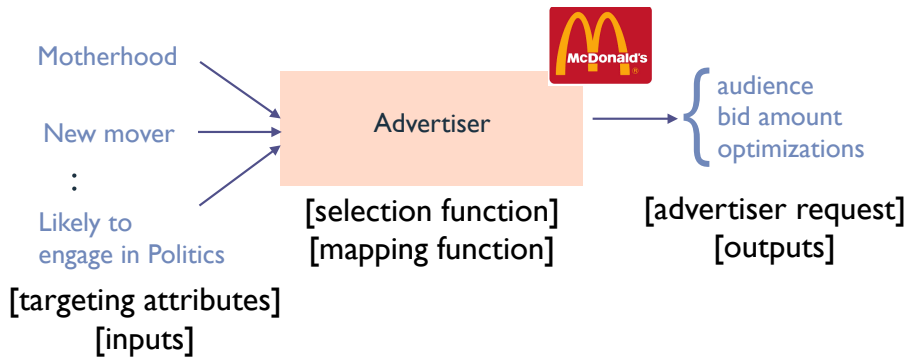 Motherhood
New mover
:
Likely to
engage in Politics
[targeting attributes]
[inputs]
McDonald's
®
Advertiser
[selection function]
[mapping function]
audience
bid amount
optimizations
[advertiser request]
[outputs]